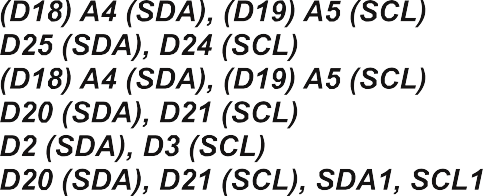 (D18) A4 (SDA), (D19) A5 (SCL)
D25 (SDA), D24 (SCL)
(D18) A4 (SDA), (D19) A5 (SCL)
D20 (SDA), D21 (SCL)
D2 (SDA), D3 (SCL)
D20 (SDA), D21 (SCL), SDA1, SCL1